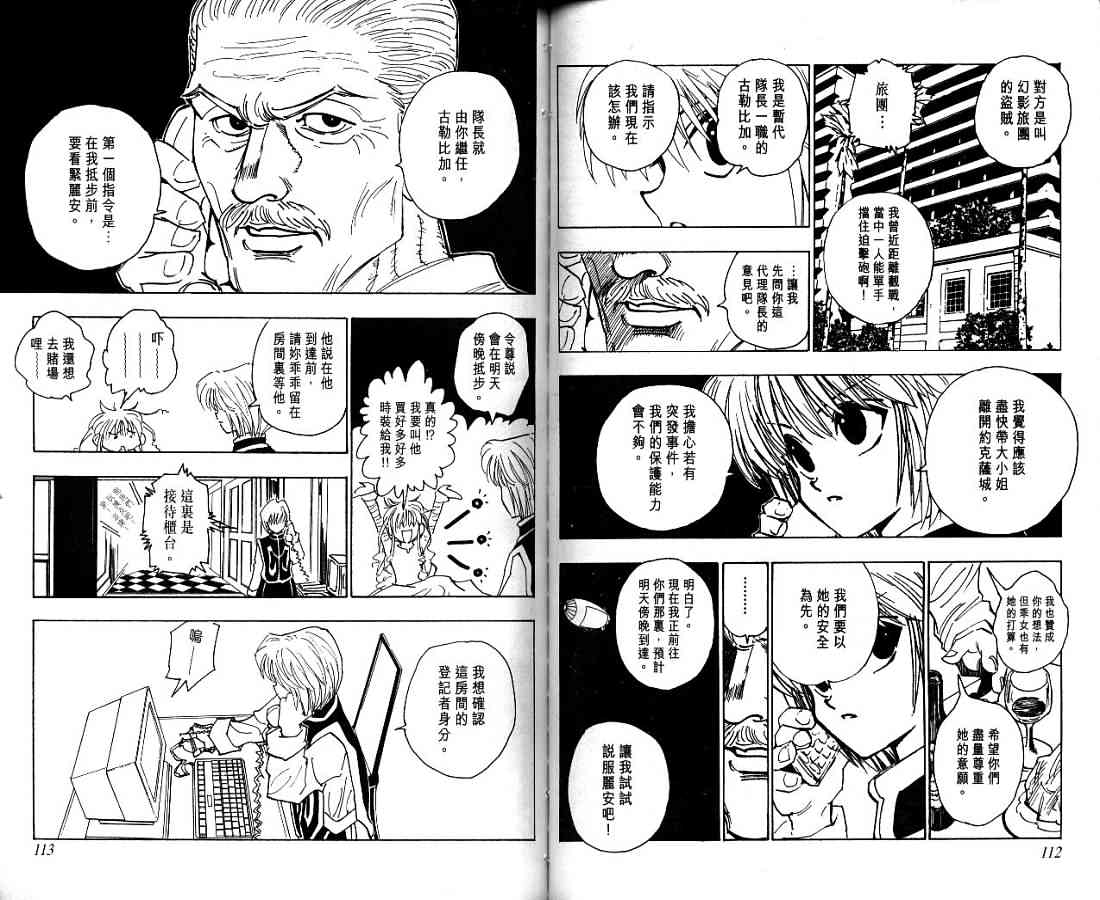 對方是叫
幻影旅團
的盜賊。
旅團…
我曾近距離觀戰,
當中一人能單手
擋住迫擊砲啊!
我是暫代
隊長一職的
古勒比加。
請指示
我們現在
該怎辦。
…讓我
先問你這
代理隊長的
意見吧。
我覺得應該
盡快帶大小姐
離開約克薩城。
我擔心若有
突發事件,
我們的保護能力
會不夠。
我也贊成
你的想法,
但乖女也有
她的打算。
希望你們
盡量尊重
她的意願。
我們要以
她的安全
為先。
………
明白了。
現在我正前往
你們那裏,預計
明天傍晚到達。
讓我試試
說服麗安吧!
112
隊長就
由你繼任,
古勒比加。
第一個指令是…
在我抵步前,
要看緊麗安。
令尊說
會在明天
傍晚抵步。
真的!?
我要叫他
買好多好多
時裝給我!!
他說在他
到達前,
請妳乖乖留在
房間裏等他。
吓
我還想
去賭場
哩
這裏是
接待櫃台。
我想確認
這房間的
登記者身分。
113